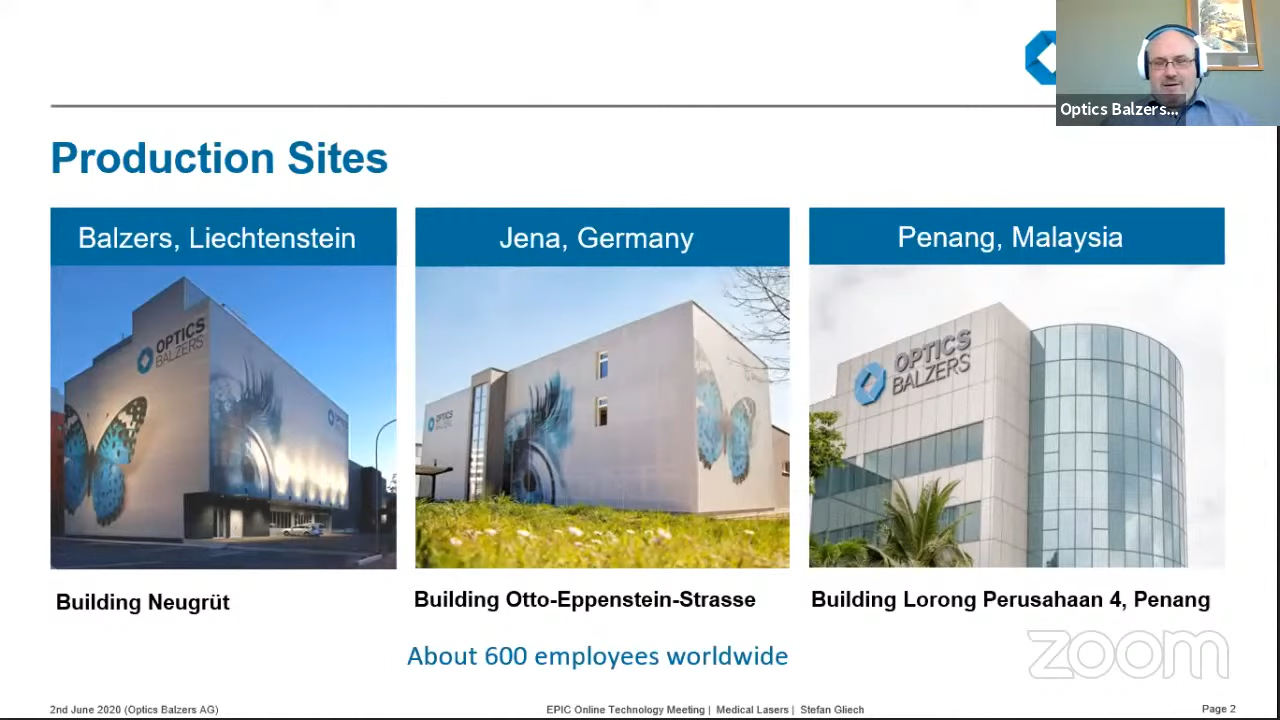 Optics Balzers...
Production Sites
Balzers, Liechtenstein
Jena, Germany
Penang, Malaysia
OPTICS
BALZERS
OPTICS
BALZERS
OPTICS
BALZERS
Building Neugrüt
Building Otto-Eppenstein-Strasse
Building Lorong Perusahaan 4, Penang
About 600 employees worldwide
zoom
2nd June 2020 (Optics Balzers AG)
EPIC Online Technology Meeting | Medical Lasers | Stefan Gliech
Page 2